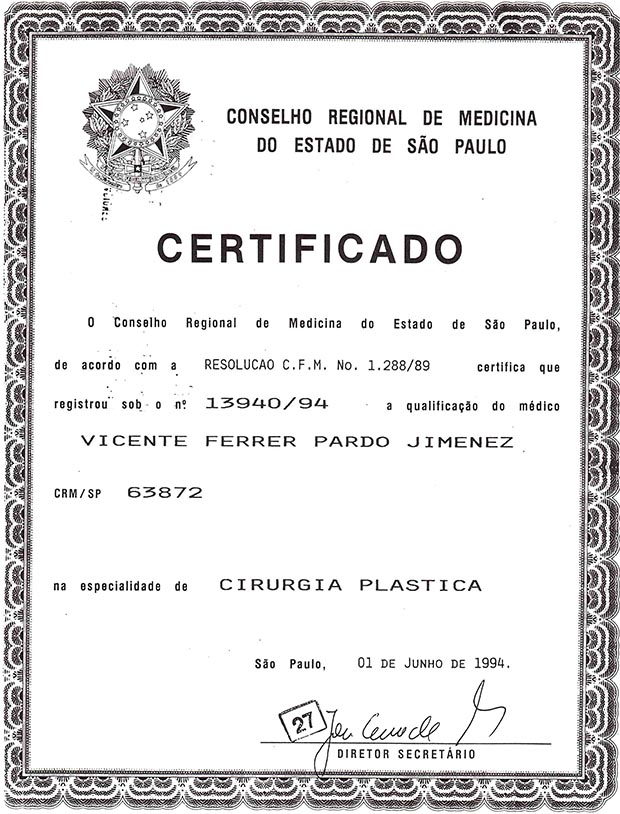 CONSELHO REGIONAL DE MEDICINA
DO ESTADO DE SÃO PAULO
CERTIFICADO
O Conselho Regional de Medicina do Estado de São Paulo,
de acordo com a RESOLUCAO C.F.M. No. 1.288/89 certifica que
registrou sob o nº 13940/94 a qualificação do médico
VICENTE FERRER PARDO JIMENEZ
CRM/SP 63872
na especialidade de CIRURGIA PLASTICA
São Paulo, 01 DE JUNHO DE 1994.
27
DIRETOR SECRETÁRIO